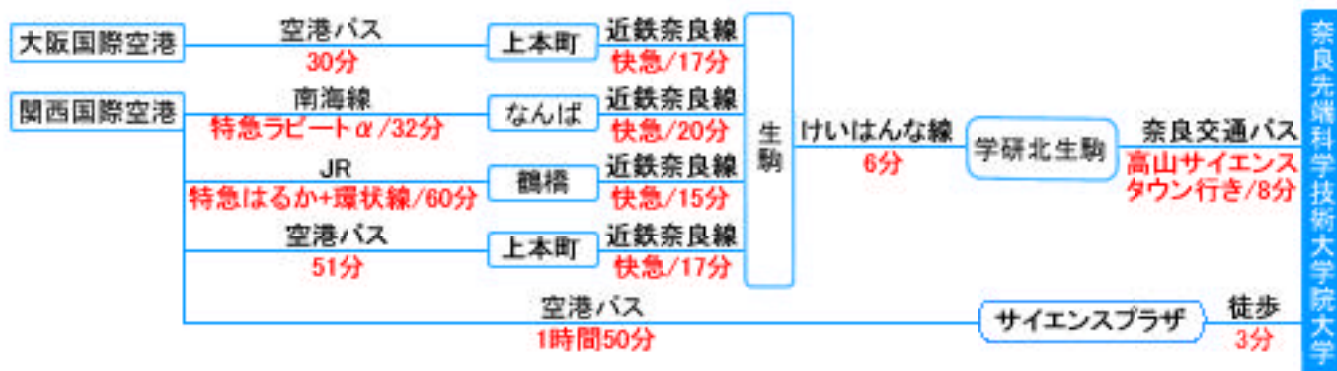 大阪国際空港
空港バス
30分
上本町
近鉄奈良線
快急/17分
関西国際空港
南海線
特急ラピートα/32分
なんば
近鉄奈良線
快急/20分
JR
特急はるか+環状線/60分
鶴橋
近鉄奈良線
快急/15分
空港バス
51分
上本町
近鉄奈良線
快急/17分
生駒
けいはんな線
6分
学研北生駒
奈良交通バス
高山サイエンス
タウン行き/8分
空港バス
1時間50分
サイエンスプラザ
徒歩
3分
奈良先端科学技術大学院大学